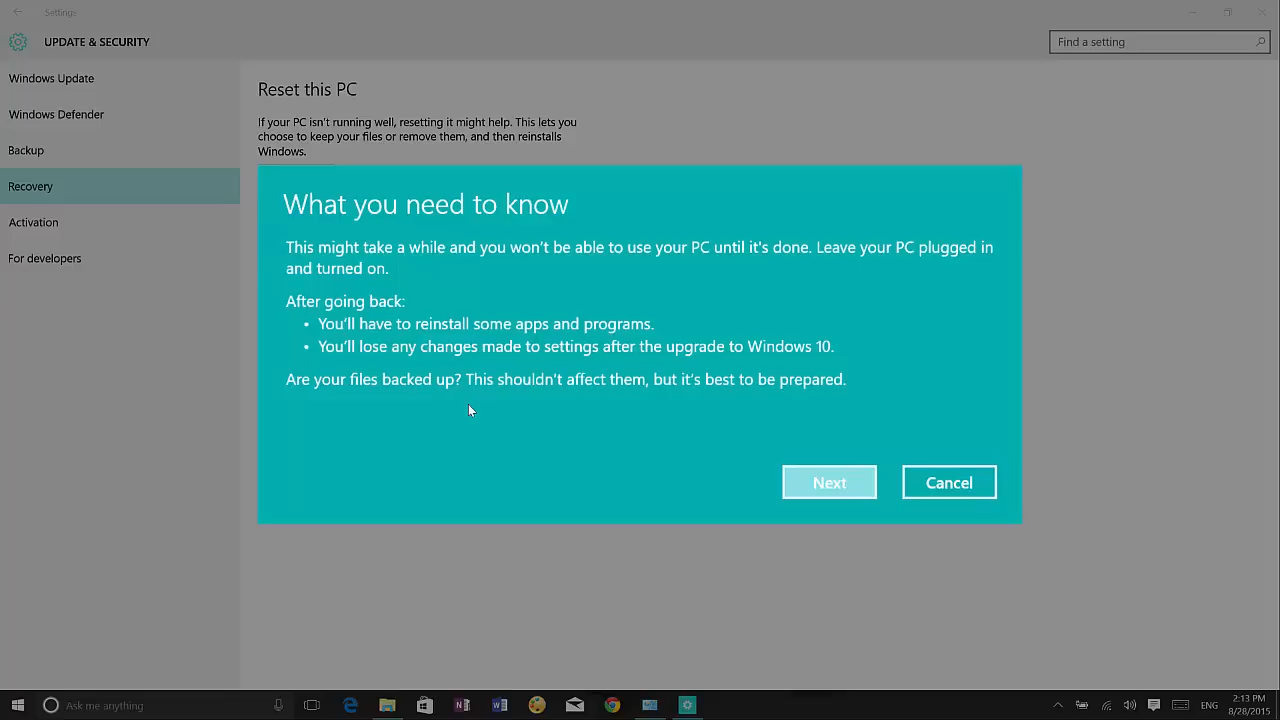 Settings
UPDATE & SECURITY
Find a setting
Windows Update
Windows Defender
Backup
Recovery
Activation
For developers
Reset this PC
If your PC isn't running well, resetting it might help. This lets you
choose to keep your files or remove them, and then reinstalls
Windows.
What you need to know
This might take a while and you won't be able to use your PC until it's done. Leave your PC plugged in
and turned on.
After going back:
• You'll have to reinstall some apps and programs.
• You'll lose any changes made to settings after the upgrade to Windows 10.
Are your files backed up? This shouldn't affect them, but it's best to be prepared.
Next
Cancel
Ask me anything
ENG
2:13 PM
8/28/2015